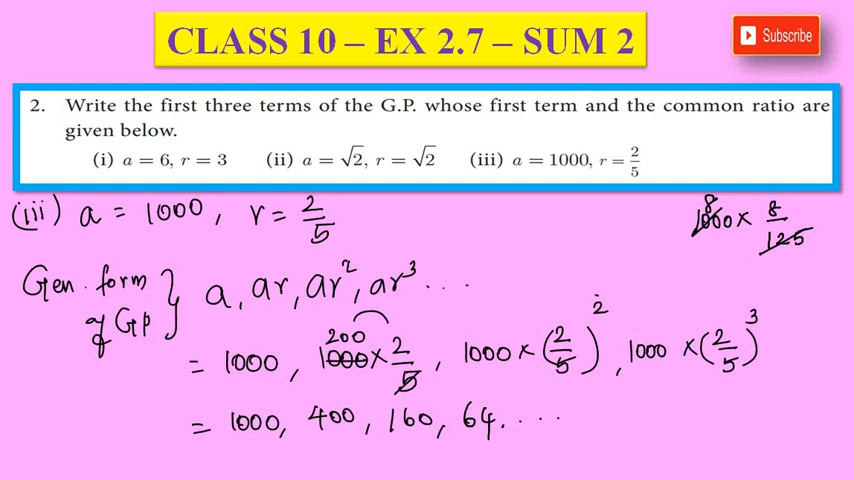 CLASS 10 – EX 2.7 – SUM 2
Subscribe
2. Write the first three terms of the G.P. whose first term and the common ratio are
given below.
(i) a = 6, r = 3 (ii) a = √2, r = √2 (iii) a = 1000, r = 2/5
(iii) a = 1000, r = 2/5
8
1000 × 8/125
Gen. form
of GP } a, ar, ar², ar³ ...
200
= 1000, 1000 × 2/5, 1000 × (2/5)², 1000 × (2/5)³
= 1000, 400, 160, 64, ....